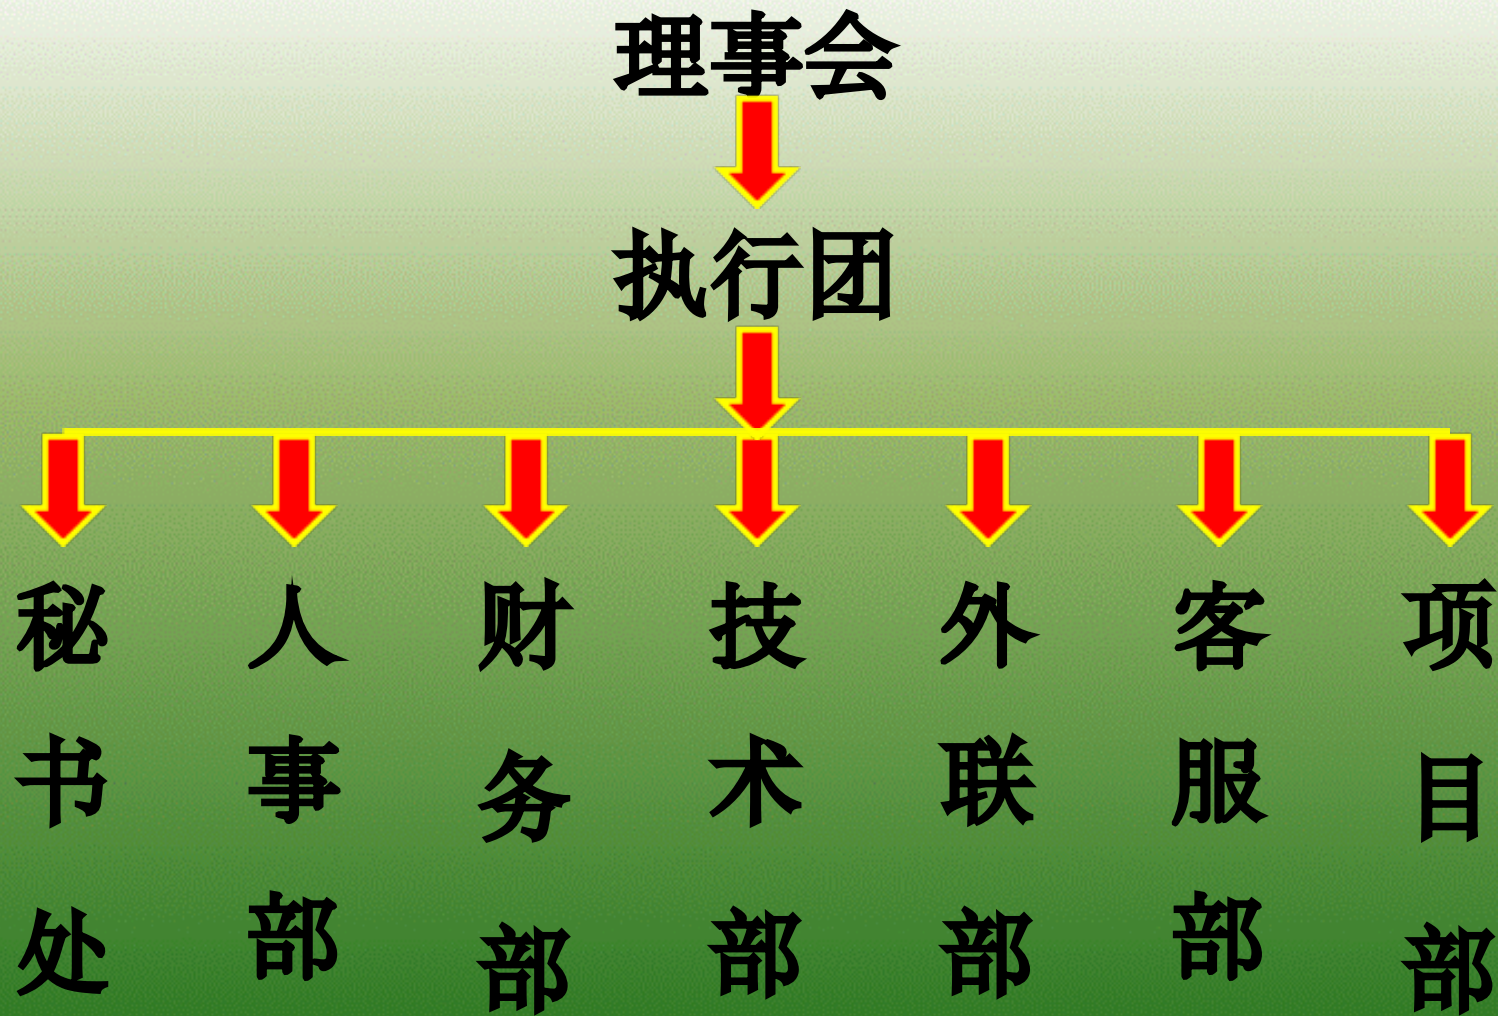 理事会
执行团
秘书处
人事部
财务部
技术部
外联部
客服部
项目部